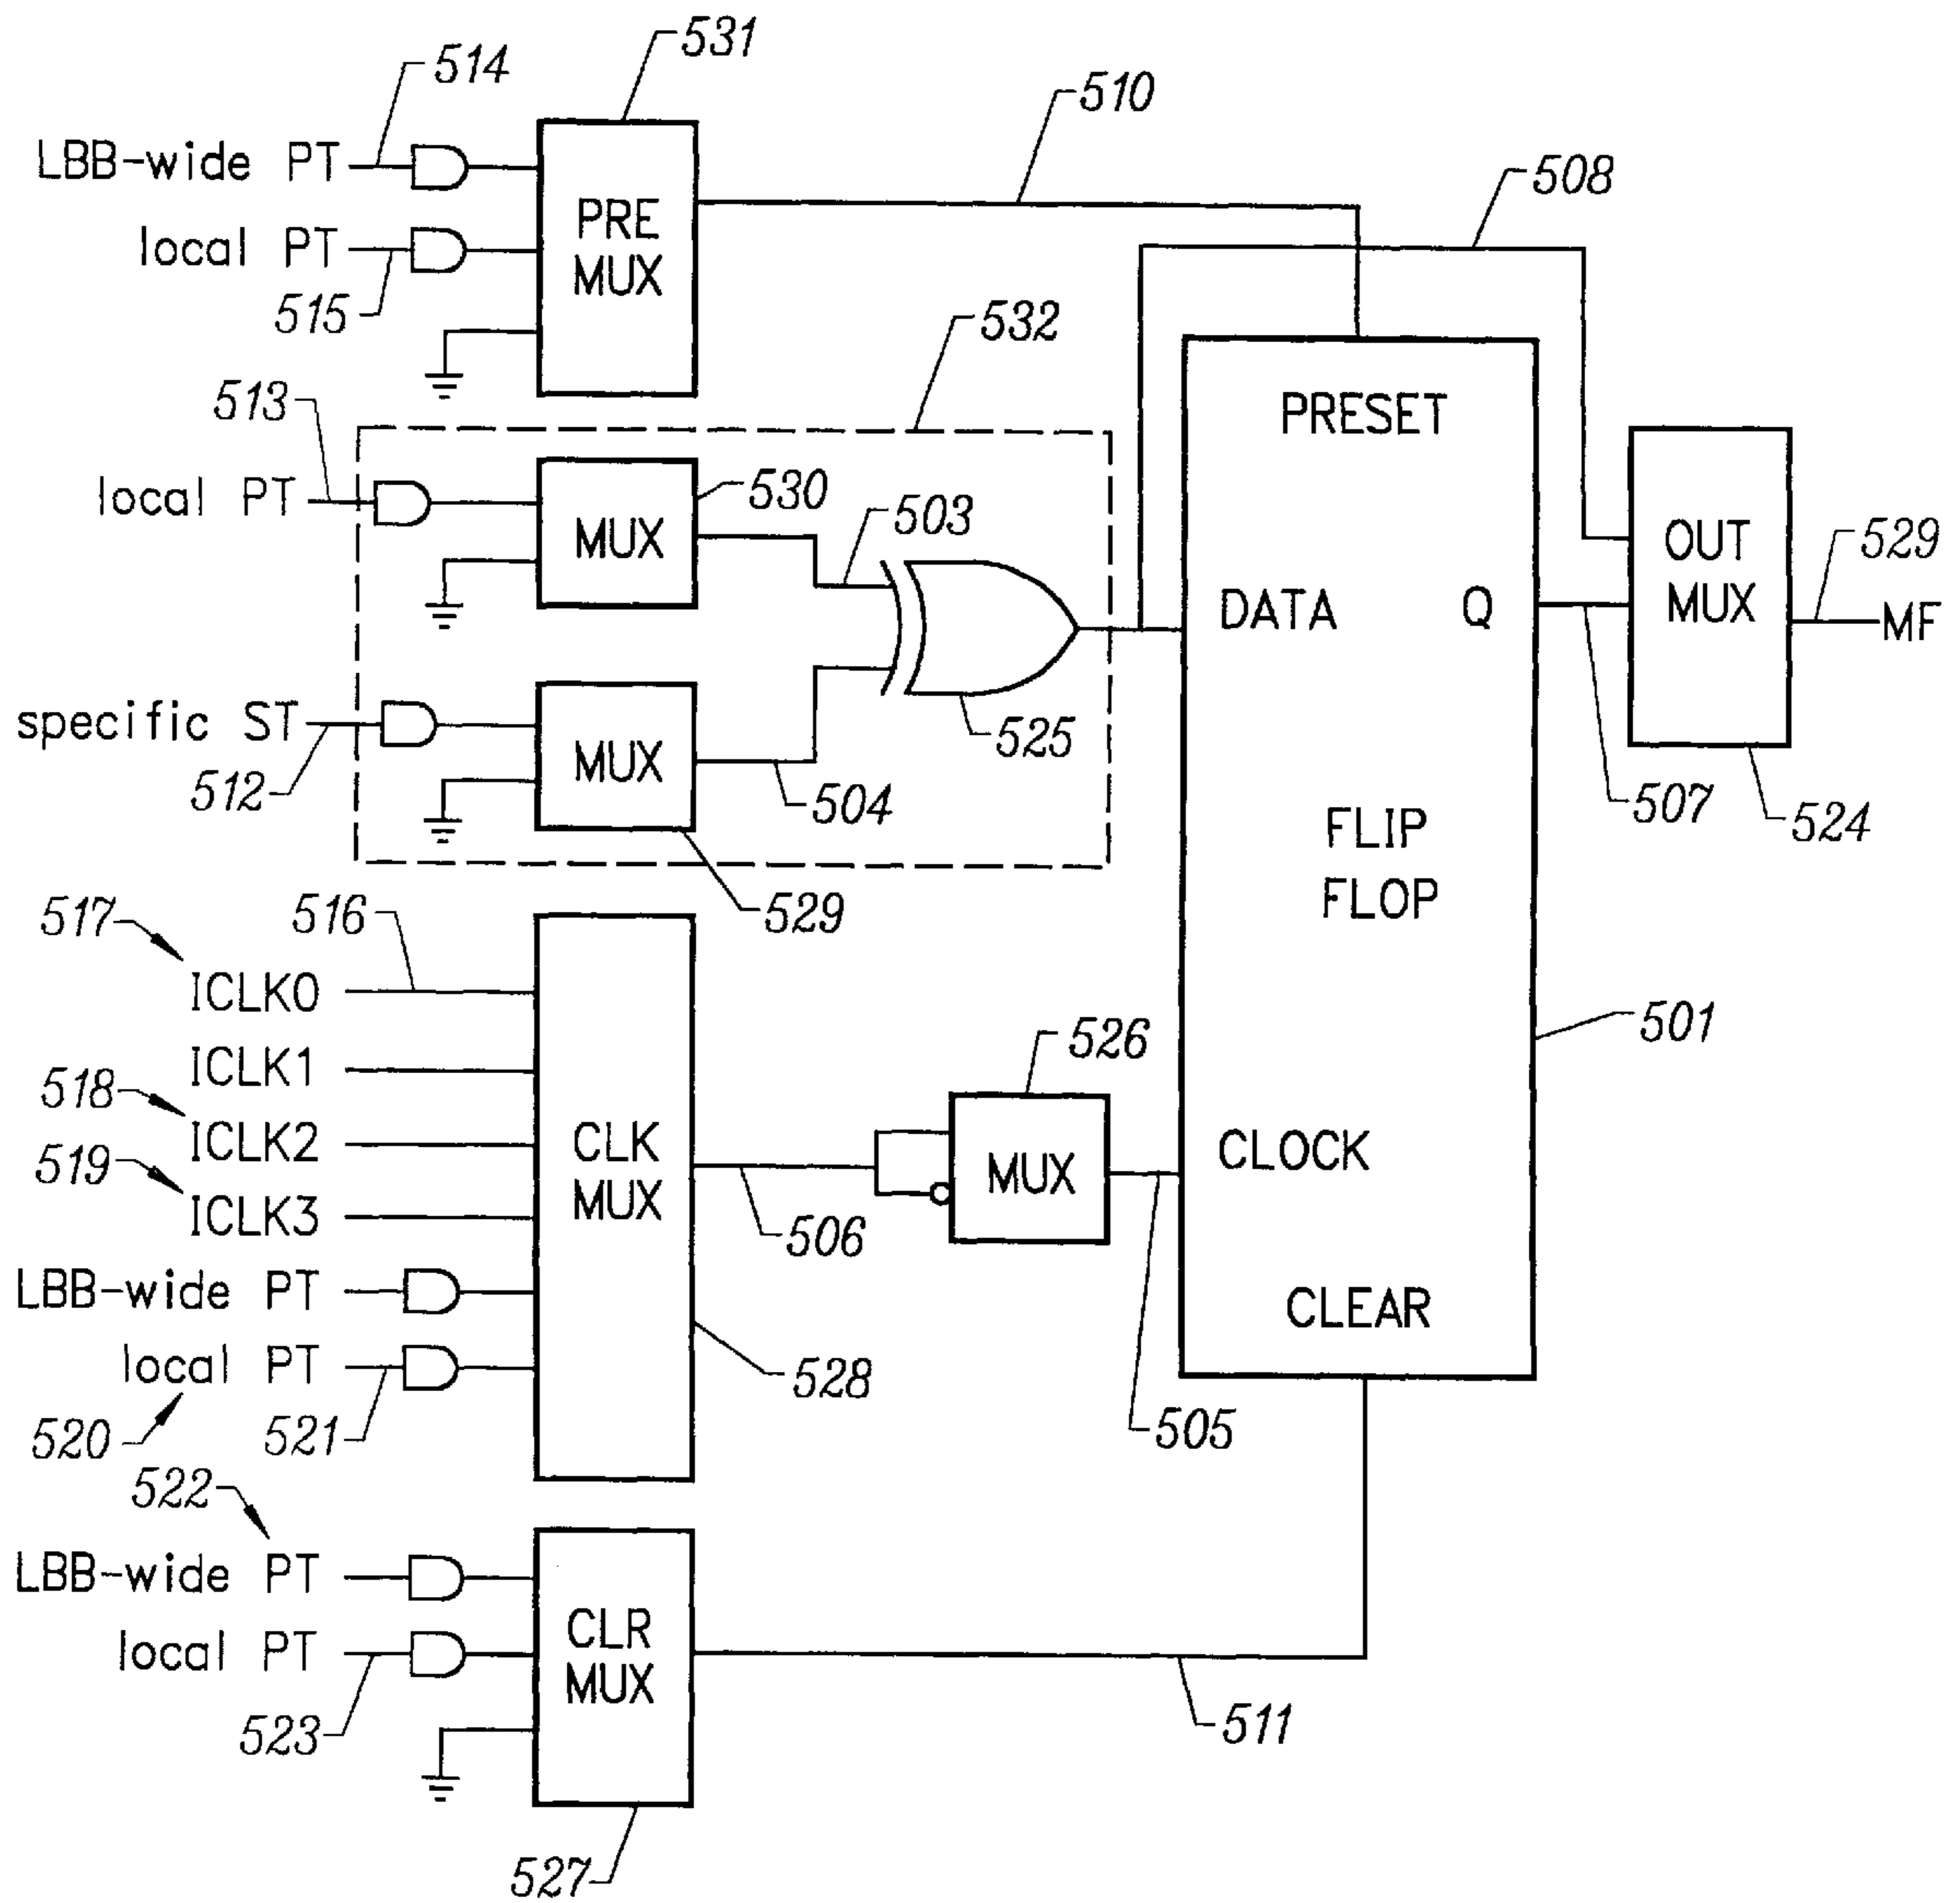 531
514
510
LBB-wide PT
508
PRE
MUX
local PT
515
532
513
PRESET
local PT
530
MUX
503
OUT
MUX
529
DATA
Q
MF
specific ST
MUX
525
512
504
507
524
FLIP
FLOP
529
517
516
ICLK0
501
ICLK1
526
518
ICLK2
CLK
MUX
CLOCK
519
MUX
ICLK3
506
LBB-wide PT
CLEAR
local PT
528
520
521
505
522
LBB-wide PT
CLR
MUX
local PT
523
511
527